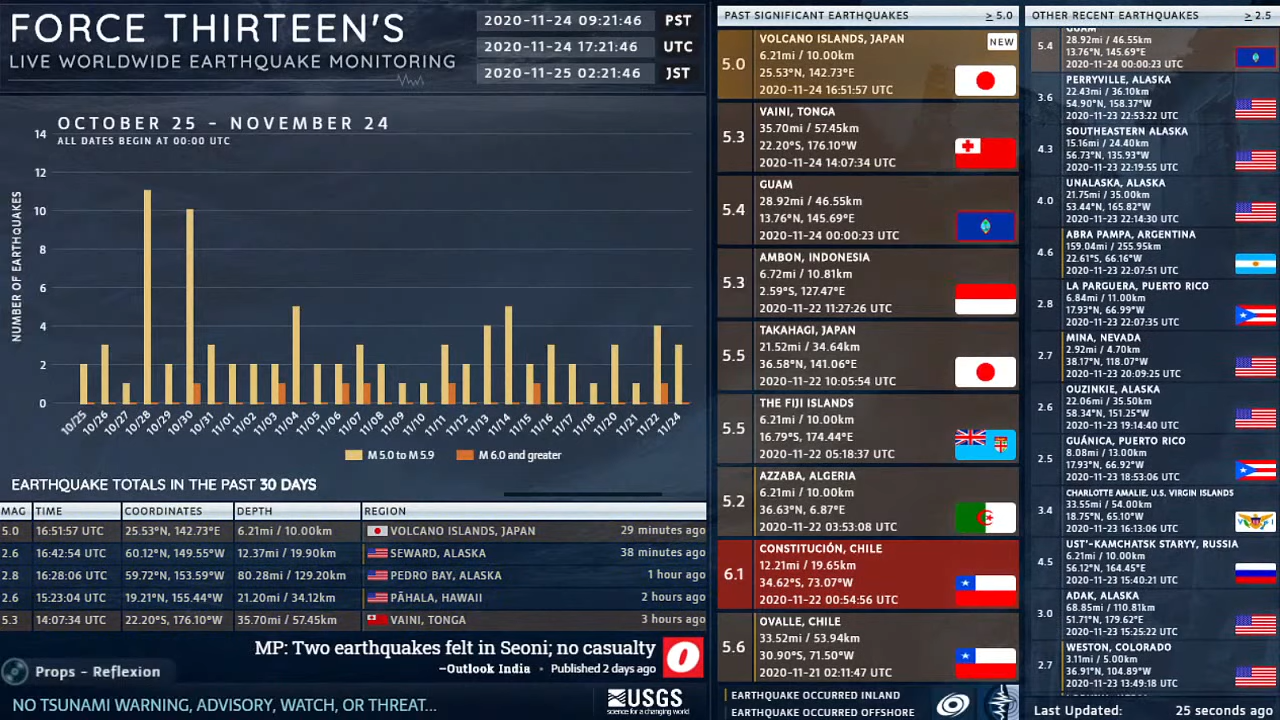 FORCE THIRTEEN'S
LIVE WORLDWIDE EARTHQUAKE MONITORING
2020-11-24 09:21:46 PST
2020-11-24 17:21:46 UTC
2020-11-25 02:21:46 JST
OCTOBER 25 - NOVEMBER 24
ALL DATES BEGIN AT 00:00 UTC
NUMBER OF EARTHQUAKES
14
12
10
8
6
4
2
0
10/25 10/26 10/27 10/28 10/29 10/30 10/31 11/01 11/02 11/04 11/05 11/06 11/07 11/08 11/09 11/10 11/11 11/12 11/13 11/14 11/15 11/16 11/17 11/18 11/20 11/21 11/22 11/24
M 5.0 to M 5.9 M 6.0 and greater
EARTHQUAKE TOTALS IN THE PAST 30 DAYS
MAG TIME COORDINATES DEPTH REGION
5.0 16:51:57 UTC 25.53°N, 142.73°E 6.21mi / 10.00km VOLCANO ISLANDS, JAPAN 29 minutes ago
2.6 16:42:54 UTC 60.12°N, 149.55°W 12.37mi / 19.90km SEWARD, ALASKA 38 minutes ago
2.8 16:28:06 UTC 59.72°N, 153.59°W 80.28mi / 129.20km PEDRO BAY, ALASKA 1 hour ago
2.6 15:23:04 UTC 19.21°N, 155.44°W 21.20mi / 34.12km PĀHALA, HAWAII 2 hours ago
5.3 14:07:34 UTC 22.20°S, 176.10°W 35.70mi / 57.45km VAINI, TONGA 3 hours ago
MP: Two earthquakes felt in Seoni; no casualty
–Outlook India • Published 2 days ago
Props - Reflexion
NO TSUNAMI WARNING, ADVISORY, WATCH, OR THREAT...
USGS
science for a changing world
PAST SIGNIFICANT EARTHQUAKES ≥ 5.0
5.0
VOLCANO ISLANDS, JAPAN
NEW
6.21mi / 10.00km
25.53°N, 142.73°E
2020-11-24 16:51:57 UTC
5.3
VAINI, TONGA
35.70mi / 57.45km
22.20°S, 176.10°W
2020-11-24 14:07:34 UTC
5.4
GUAM
28.92mi / 46.55km
13.76°N, 145.69°E
2020-11-24 00:00:23 UTC
5.3
AMBON, INDONESIA
6.72mi / 10.81km
2.59°S, 127.47°E
2020-11-22 11:27:26 UTC
5.5
TAKAHAGI, JAPAN
21.52mi / 34.64km
36.58°N, 141.06°E
2020-11-22 10:05:54 UTC
5.5
THE FIJI ISLANDS
6.21mi / 10.00km
16.79°S, 174.44°E
2020-11-22 05:18:37 UTC
5.2
AZZABA, ALGERIA
6.21mi / 10.00km
36.63°N, 6.87°E
2020-11-22 03:53:08 UTC
6.1
CONSTITUCIÓN, CHILE
12.21mi / 19.65km
34.62°S, 73.07°W
2020-11-22 00:54:56 UTC
5.6
OVALLE, CHILE
33.52mi / 53.94km
30.90°S, 71.50°W
2020-11-21 02:11:47 UTC
EARTHQUAKE OCCURRED INLAND
EARTHQUAKE OCCURRED OFFSHORE
OTHER RECENT EARTHQUAKES ≥ 2.5
5.4
GUAM
28.92mi / 46.55km
13.76°N, 145.69°E
2020-11-24 00:00:23 UTC
3.6
PERRYVILLE, ALASKA
22.43mi / 36.10km
54.90°N, 158.37°W
2020-11-23 22:53:22 UTC
4.3
SOUTHEASTERN ALASKA
15.16mi / 24.40km
56.73°N, 135.93°W
2020-11-23 22:19:55 UTC
4.0
UNALASKA, ALASKA
21.75mi / 35.00km
53.44°N, 165.82°W
2020-11-23 22:14:30 UTC
4.6
ABRA PAMPA, ARGENTINA
159.04mi / 255.95km
22.61°S, 66.16°W
2020-11-23 22:07:51 UTC
2.8
LA PARGUERA, PUERTO RICO
6.84mi / 11.00km
17.93°N, 66.99°W
2020-11-23 22:07:35 UTC
2.7
MINA, NEVADA
2.92mi / 4.70km
38.17°N, 118.07°W
2020-11-23 20:09:25 UTC
2.6
OUZINKIE, ALASKA
22.06mi / 35.50km
58.34°N, 151.25°W
2020-11-23 19:14:40 UTC
2.5
GUÁNICA, PUERTO RICO
8.08mi / 13.00km
17.93°N, 66.92°W
2020-11-23 18:53:06 UTC
3.4
CHARLOTTE AMALIE, U.S. VIRGIN ISLANDS
33.55mi / 54.00km
18.75°N, 65.10°W
2020-11-23 16:13:06 UTC
4.5
UST'-KAMCHATSK STARYY, RUSSIA
6.21mi / 10.00km
56.12°N, 164.45°E
2020-11-23 15:40:21 UTC
3.0
ADAK, ALASKA
68.85mi / 110.81km
51.71°N, 179.62°E
2020-11-23 15:25:22 UTC
2.7
WESTON, COLORADO
3.11mi / 5.00km
36.91°N, 104.89°W
2020-11-23 13:49:18 UTC
Last Updated: 25 seconds ago